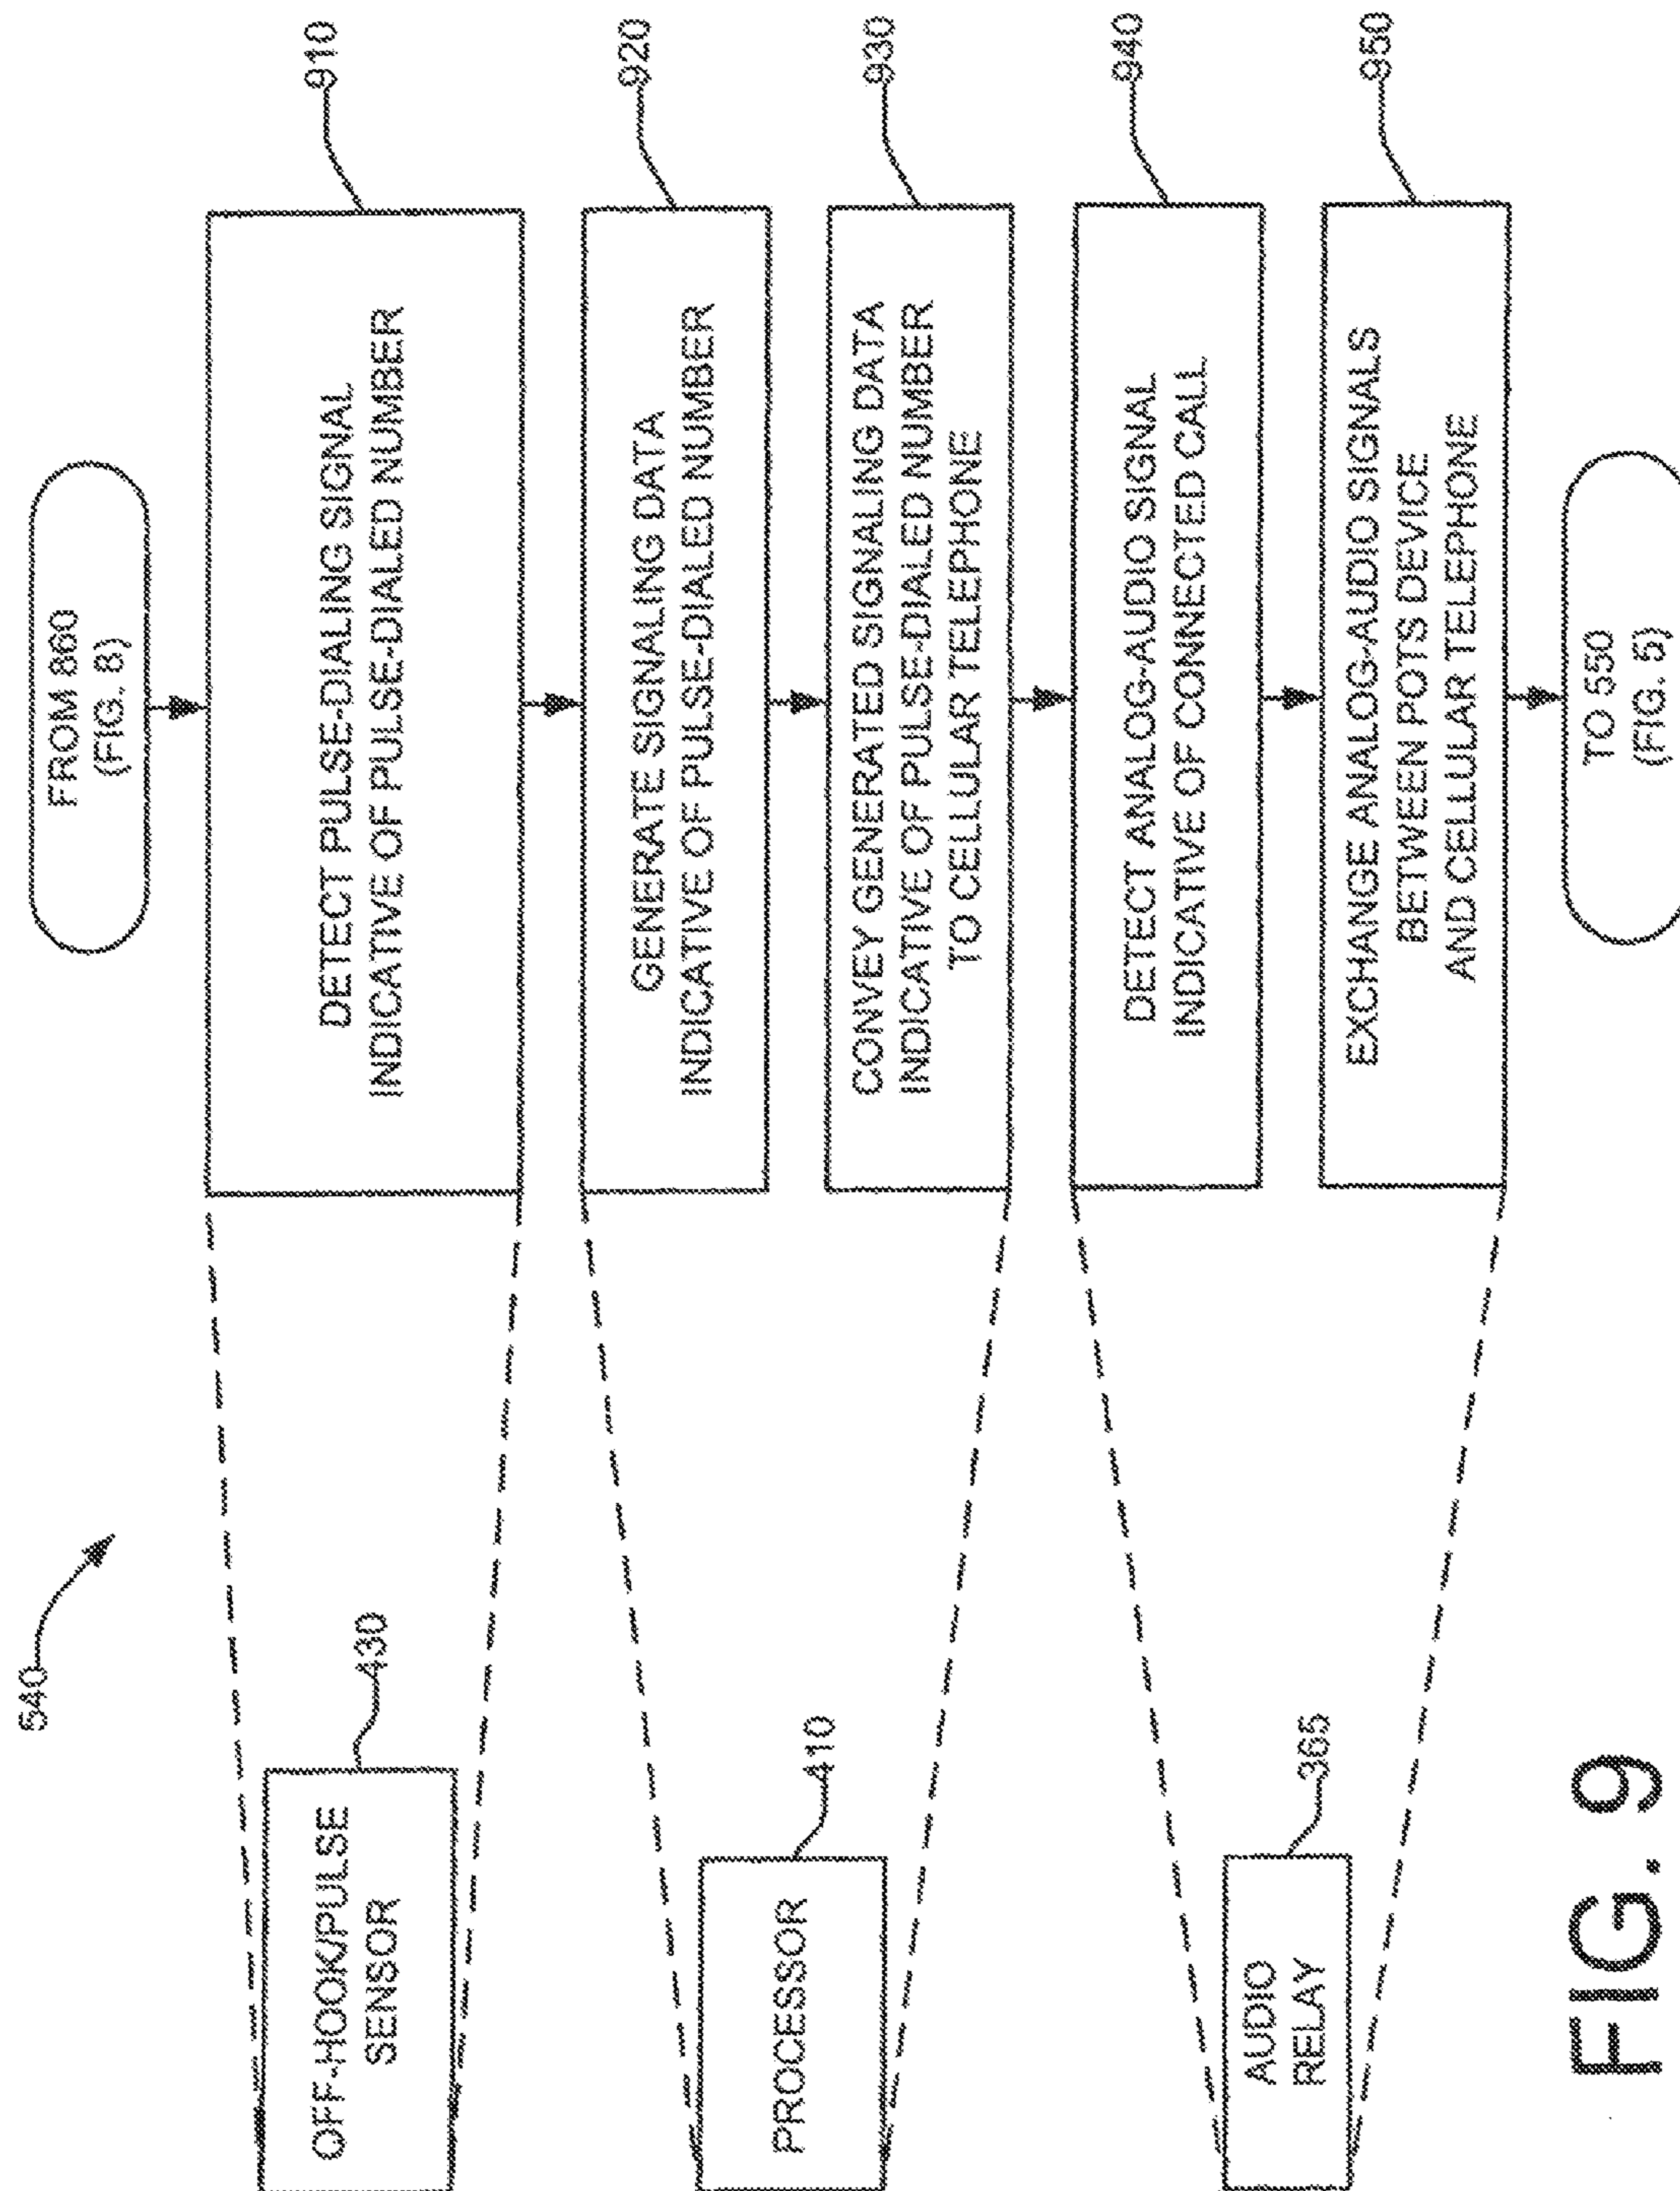 540
FROM 860
(FIG. 8)
OFF-HOOK/PULSE
SENSOR
430
DETECT PULSE-DIALING SIGNAL
INDICATIVE OF PULSE-DIALED NUMBER
910
PROCESSOR
410
GENERATE SIGNALING DATA
INDICATIVE OF PULSE-DIALED NUMBER
920
CONVEY GENERATED SIGNALING DATA
INDICATIVE OF PULSE-DIALED NUMBER
TO CELLULAR TELEPHONE
930
AUDIO
RELAY
365
DETECT ANALOG-AUDIO SIGNAL
INDICATIVE OF CONNECTED CALL
940
EXCHANGE ANALOG-AUDIO SIGNALS
BETWEEN POTS DEVICE
AND CELLULAR TELEPHONE
950
TO 550
(FIG. 5)
FIG. 9